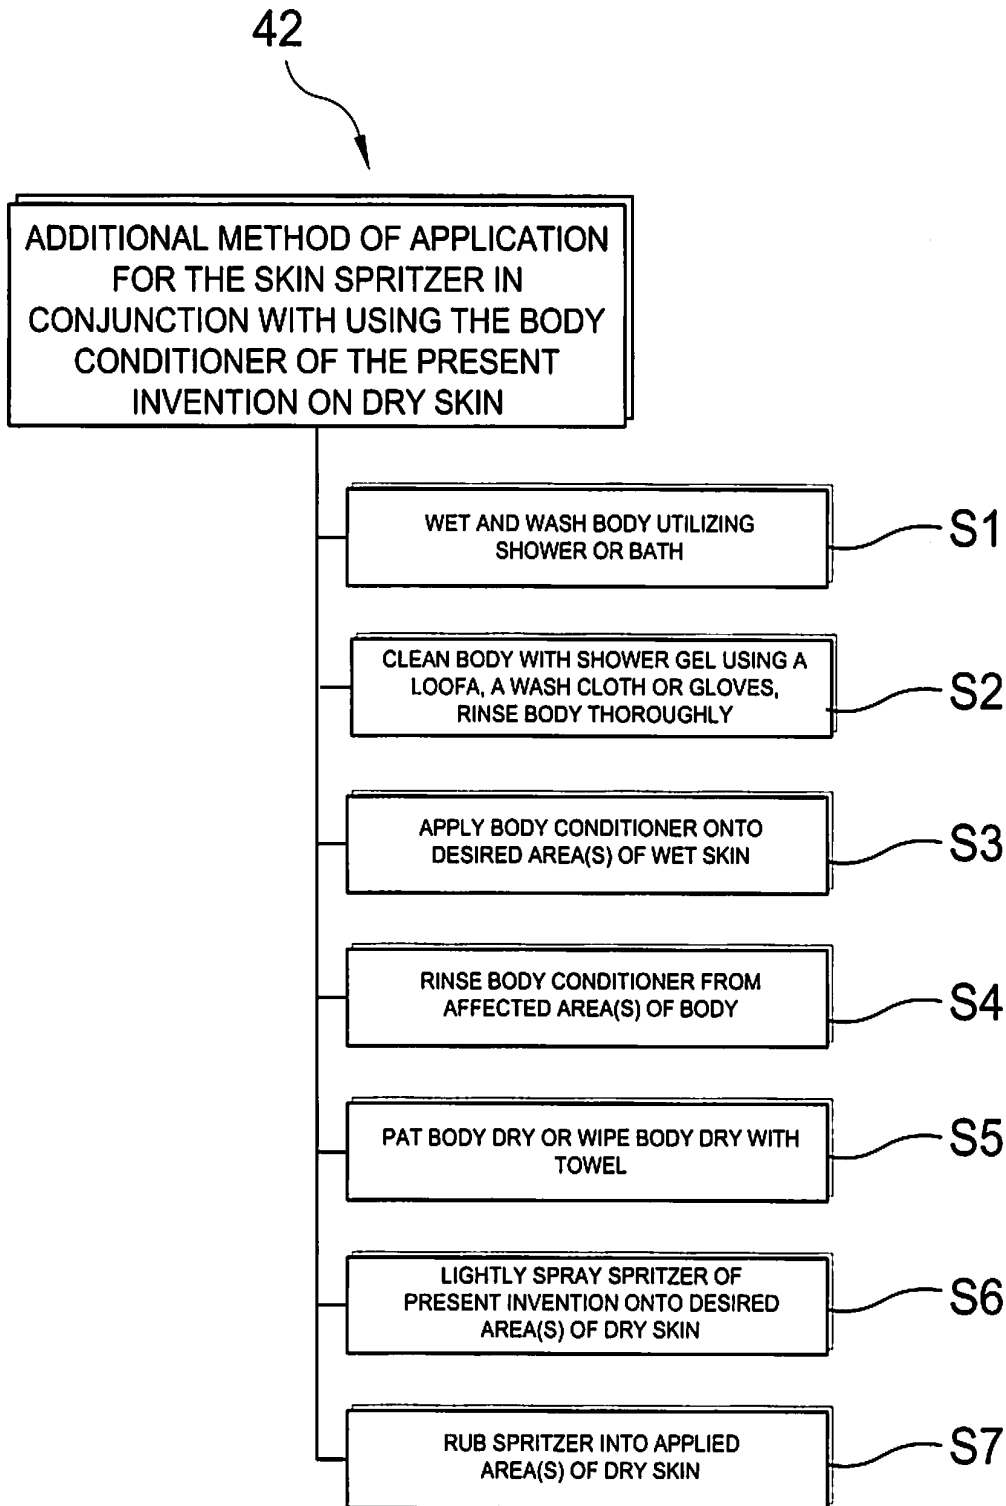 42
ADDITIONAL METHOD OF APPLICATION
FOR THE SKIN SPRITZER IN
CONJUNCTION WITH USING THE BODY
CONDITIONER OF THE PRESENT
INVENTION ON DRY SKIN
WET AND WASH BODY UTILIZING
SHOWER OR BATH
S1
CLEAN BODY WITH SHOWER GEL USING A
LOOFA, A WASH CLOTH OR GLOVES,
RINSE BODY THOROUGHLY
S2
APPLY BODY CONDITIONER ONTO
DESIRED AREA(S) OF WET SKIN
S3
RINSE BODY CONDITIONER FROM
AFFECTED AREA(S) OF BODY
S4
PAT BODY DRY OR WIPE BODY DRY WITH
TOWEL
S5
LIGHTLY SPRAY SPRITZER OF
PRESENT INVENTION ONTO DESIRED
AREA(S) OF DRY SKIN
S6
RUB SPRITZER INTO APPLIED
AREA(S) OF DRY SKIN
S7